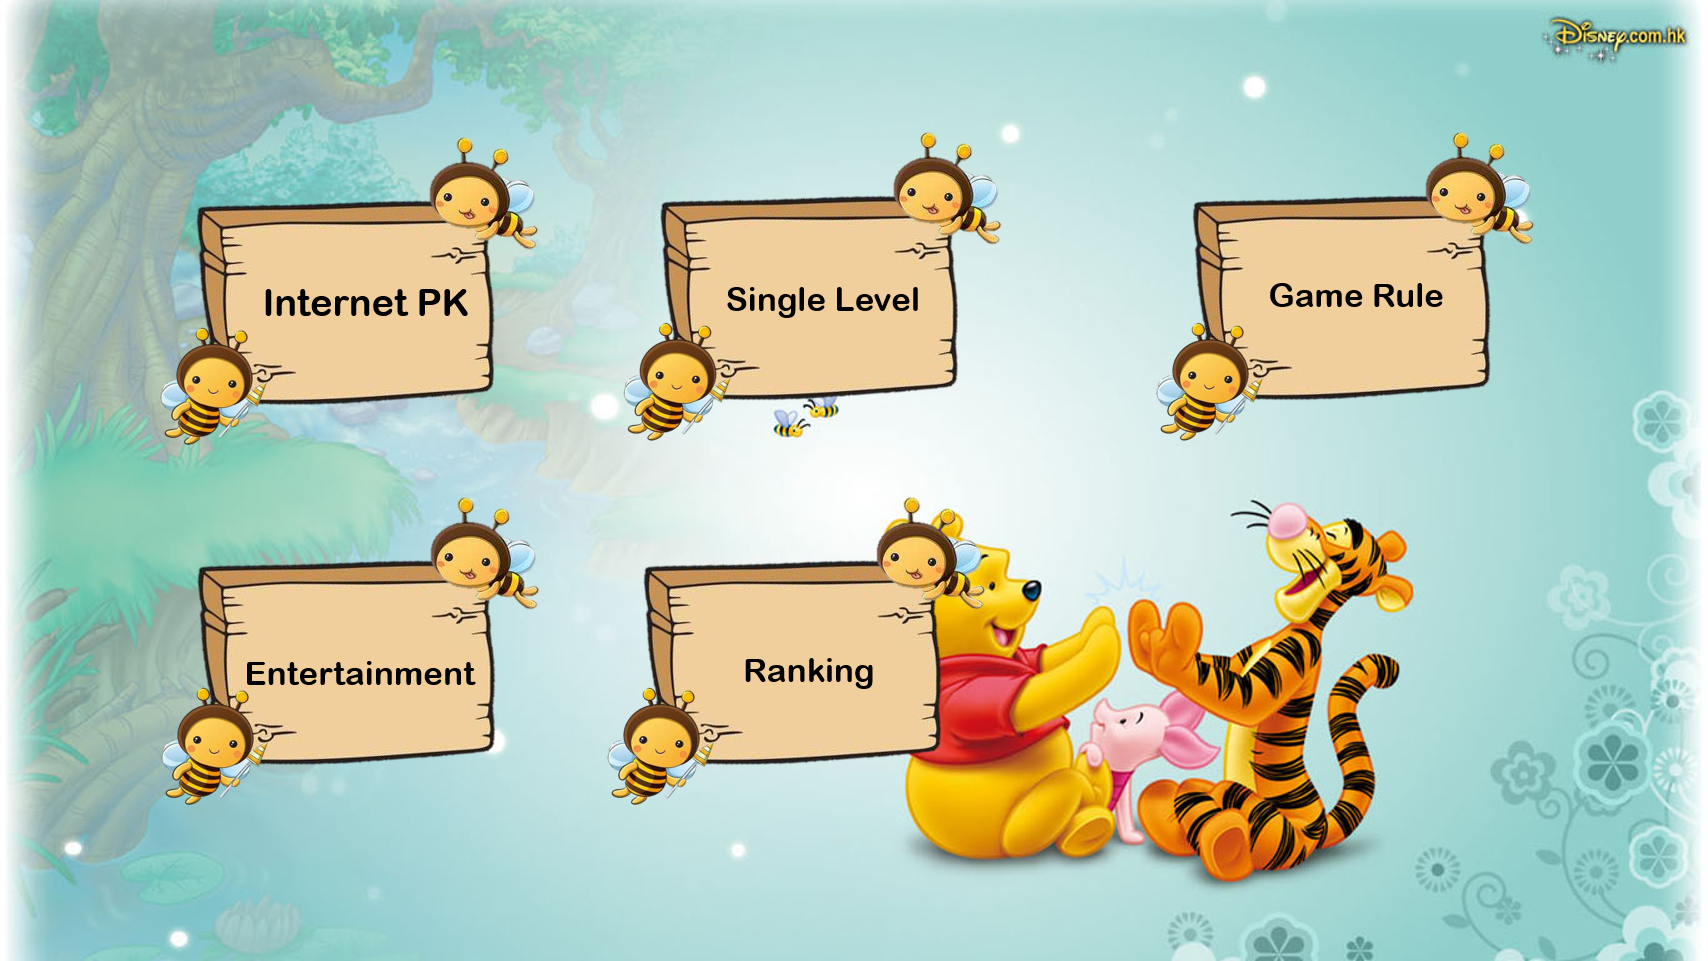 Disney.com.hk
Internet PK
Single Level
Game Rule
Entertainment
Ranking